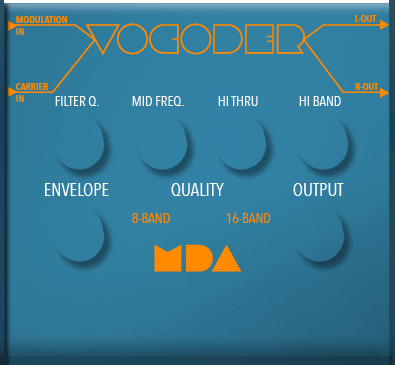 MODULATION
IN
VOCODER
L-OUT
CARRIER
IN
R-OUT
FILTER Q. MID FREQ. HI THRU HI BAND
ENVELOPE QUALITY OUTPUT
8-BAND 16-BAND
MDA